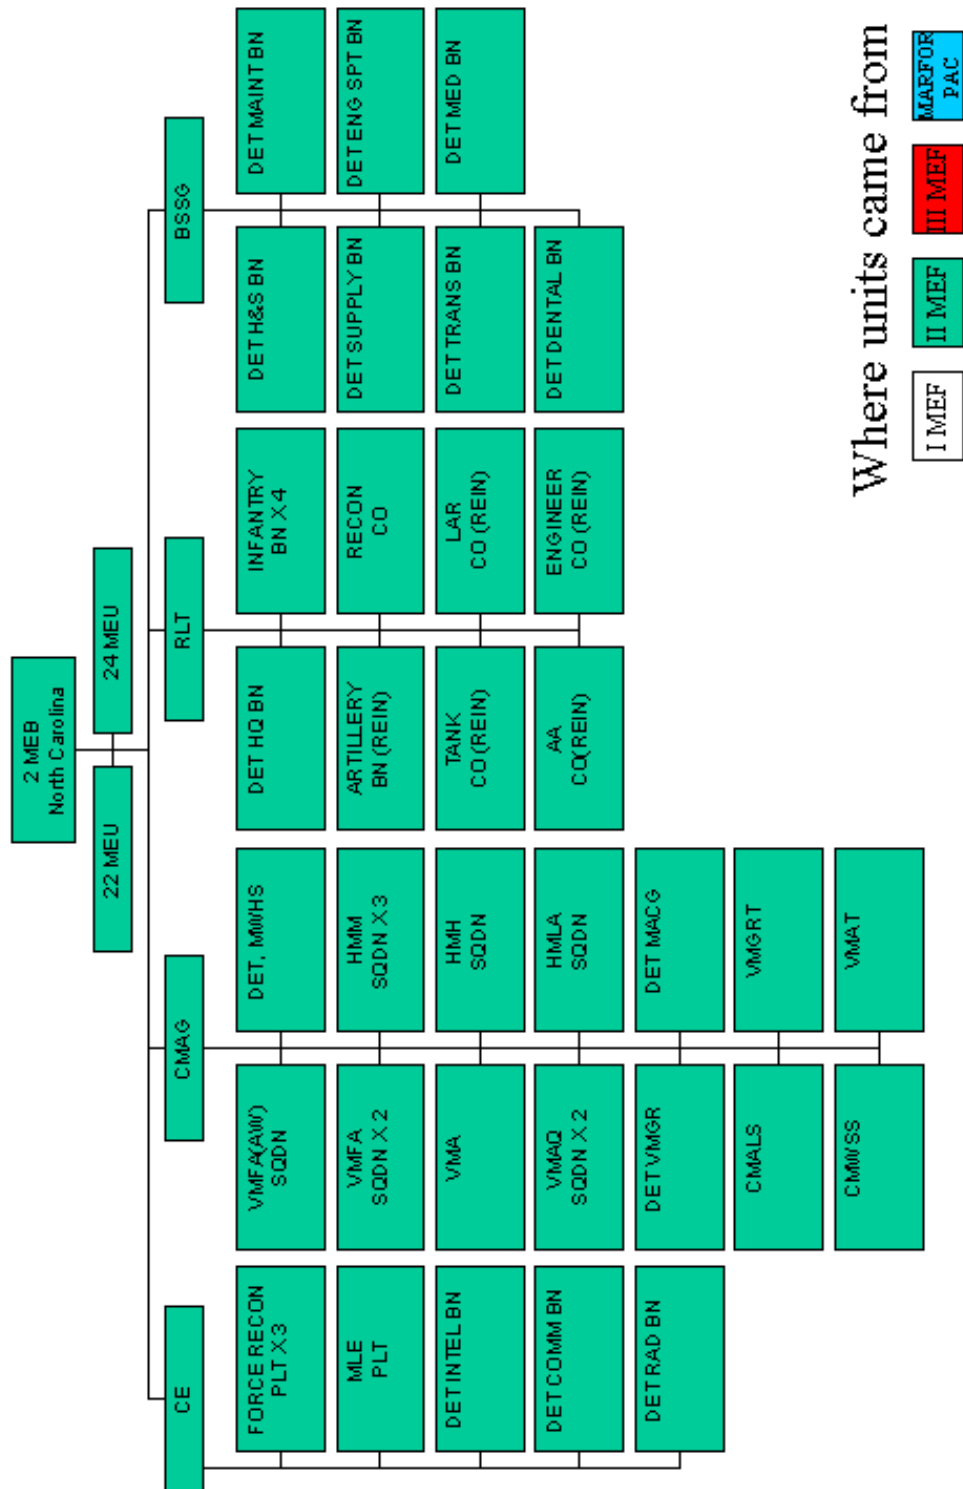 2 MEB
North Carolina
22 MEU
24 MEU
CE
CMAG
RLT
BSSG
FORCE RECON
PLT X 3
MLE
PLT
DET INTEL BN
DET COMM BN
DET RAD BN
VMFA(AW)
SQDN
DET, MWHS
VMFA
SQDN X 2
HMM
SQDN X 3
VMA
HMH
SQDN
VMAQ
SQDN X 2
HMLA
SQDN
DET VMGR
DET MACG
CMALS
VMGRT
CMWSS
VMAT
DET HQ BN
INFANTRY
BN X 4
ARTILLERY
BN (REIN)
RECON
CO
TANK
CO (REIN)
LAR
CO (REIN)
AA
CO(REIN)
ENGINEER
CO (REIN)
DET H&S BN
DET MAINT BN
DET SUPPLY BN
DET ENG SPT BN
DET TRANS BN
DET MED BN
DET DENTAL BN
Where units came from
I MEF
II MEF
III MEF
MARFOR
PAC